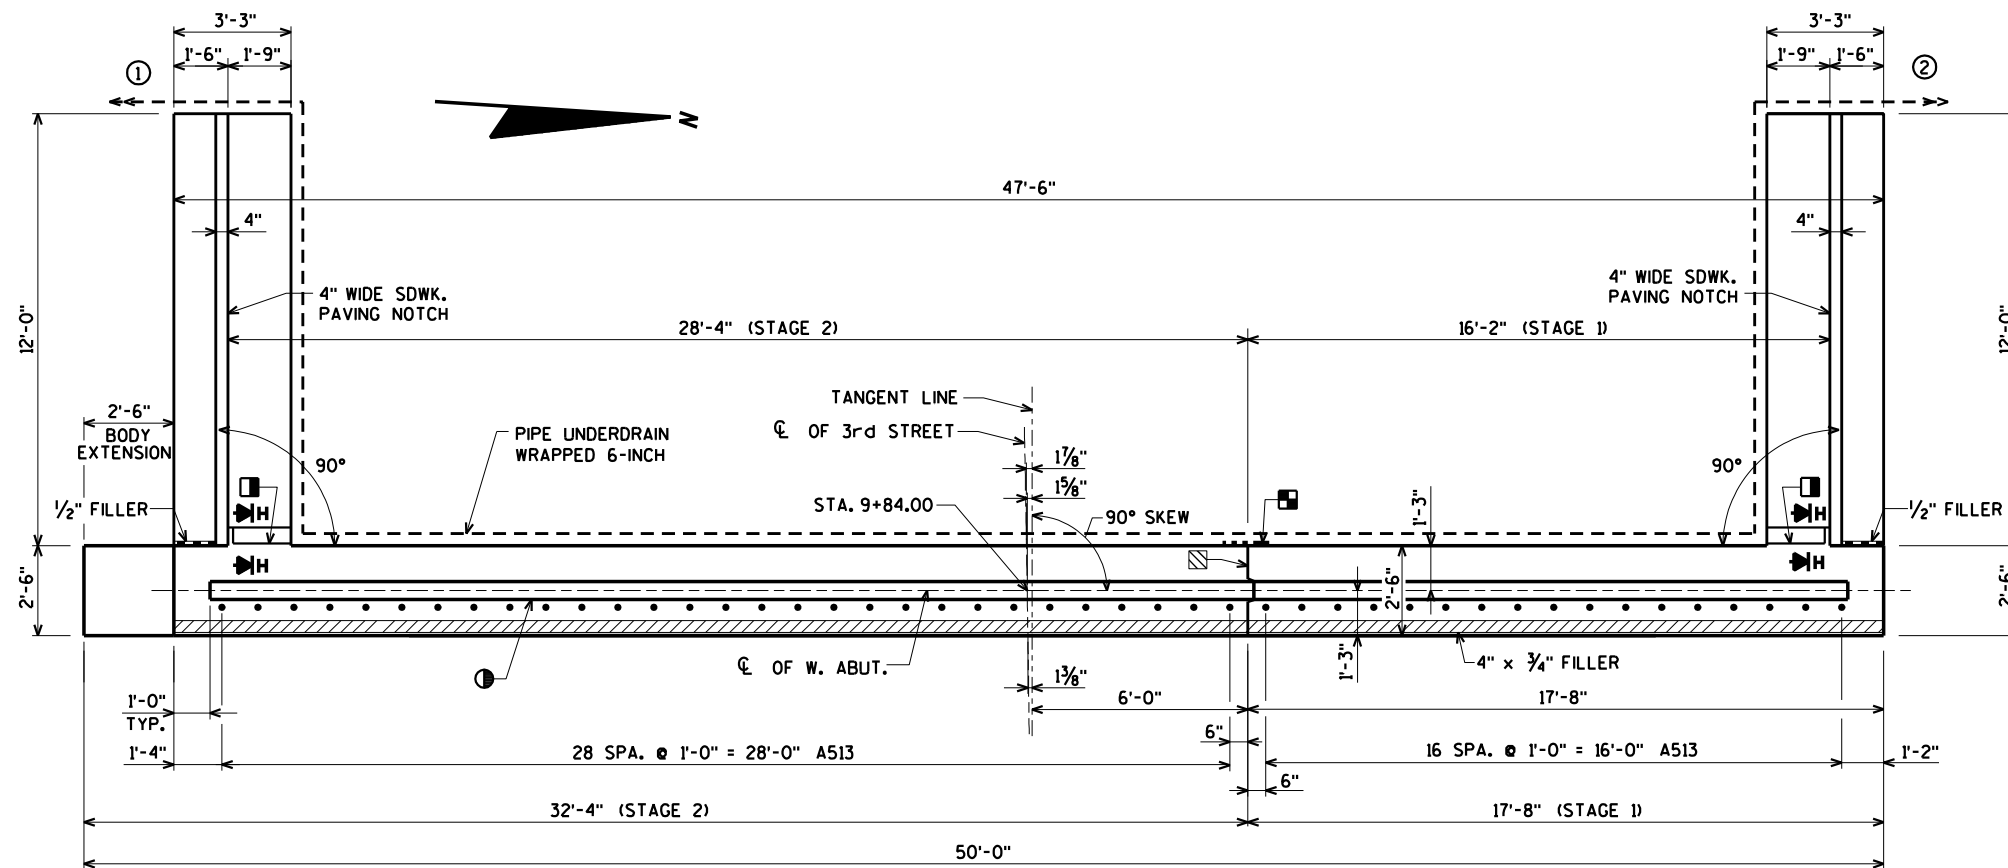 3'-3"
3'-3"
1'-6"
1'-9"
1'-9"
1'-6"
1
2
N
47'-6"
4"
4"
4" WIDE SDWK.
PAVING NOTCH
4" WIDE SDWK.
PAVING NOTCH
12'-0"
12'-0"
28'-4" (STAGE 2)
16'-2" (STAGE 1)
TANGENT LINE
℄ OF 3rd STREET
2'-6"
BODY
EXTENSION
PIPE UNDERDRAIN
WRAPPED 6-INCH
90°
90°
1⅞"
1⅝"
STA. 9+84.00
90° SKEW
1'-3"
½" FILLER
½" FILLER
H
H
H
H
2'-6"
2'-6"
2'-6"
1'-3"
℄ OF W. ABUT.
1⅜"
4" x ¾" FILLER
1'-0"
TYP.
6'-0"
17'-8"
6"
1'-4"
28 SPA. @ 1'-0" = 28'-0" A513
16 SPA. @ 1'-0" = 16'-0" A513
1'-2"
6"
32'-4" (STAGE 2)
17'-8" (STAGE 1)
50'-0"